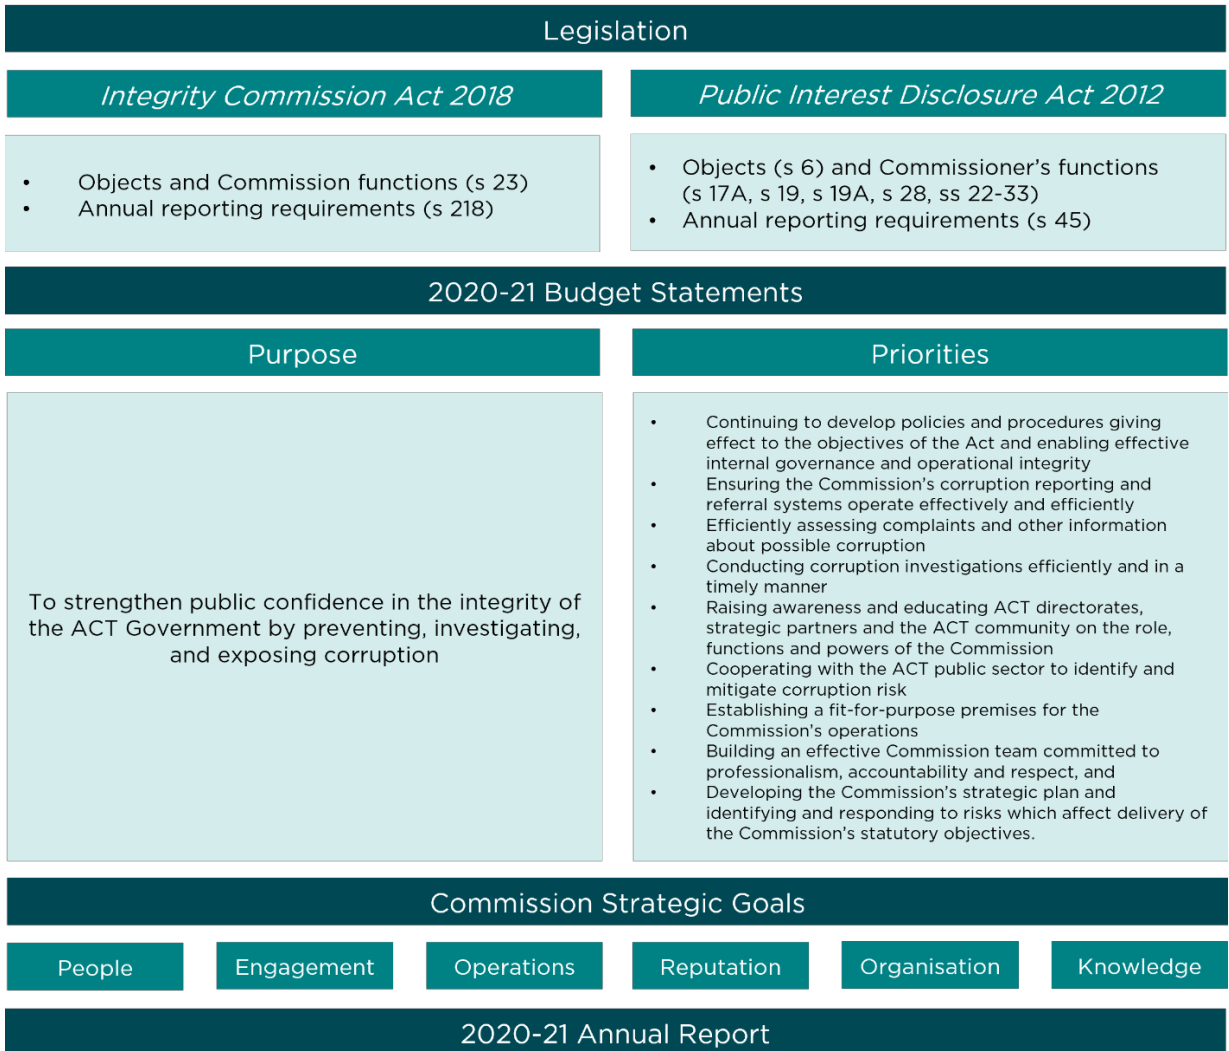 Legislation
Integrity Commission Act 2018
Public Interest Disclosure Act 2012
• Objects and Commission functions (s 23)
• Annual reporting requirements (s 218)
• Objects (s 6) and Commissioner's functions
(s 17A, s 19, s 19A, s 28, ss 22-33)
• Annual reporting requirements (s 45)
2020-21 Budget Statements
Purpose
Priorities
To strengthen public confidence in the integrity of
the ACT Government by preventing, investigating,
and exposing corruption
• Continuing to develop policies and procedures giving
effect to the objectives of the Act and enabling effective
internal governance and operational integrity
• Ensuring the Commission's corruption reporting and
referral systems operate effectively and efficiently
• Efficiently assessing complaints and other information
about possible corruption
• Conducting corruption investigations efficiently and in a
timely manner
• Raising awareness and educating ACT directorates,
strategic partners and the ACT community on the role,
functions and powers of the Commission
• Cooperating with the ACT public sector to identify and
mitigate corruption risk
• Establishing a fit-for-purpose premises for the
Commission's operations
• Building an effective Commission team committed to
professionalism, accountability and respect, and
• Developing the Commission's strategic plan and
identifying and responding to risks which affect delivery of
the Commission's statutory objectives.
Commission Strategic Goals
People
Engagement
Operations
Reputation
Organisation
Knowledge
2020-21 Annual Report